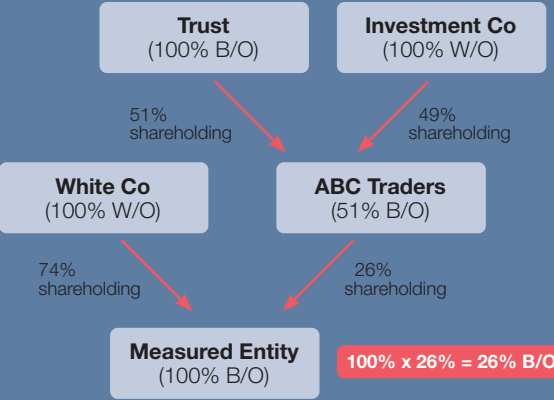 Trust
(100% B/O)
Investment Co
(100% W/O)
51%
shareholding
49%
shareholding
White Co
(100% W/O)
ABC Traders
(51% B/O)
74%
shareholding
26%
shareholding
Measured Entity
(100% B/O)
100% x 26% = 26% B/O